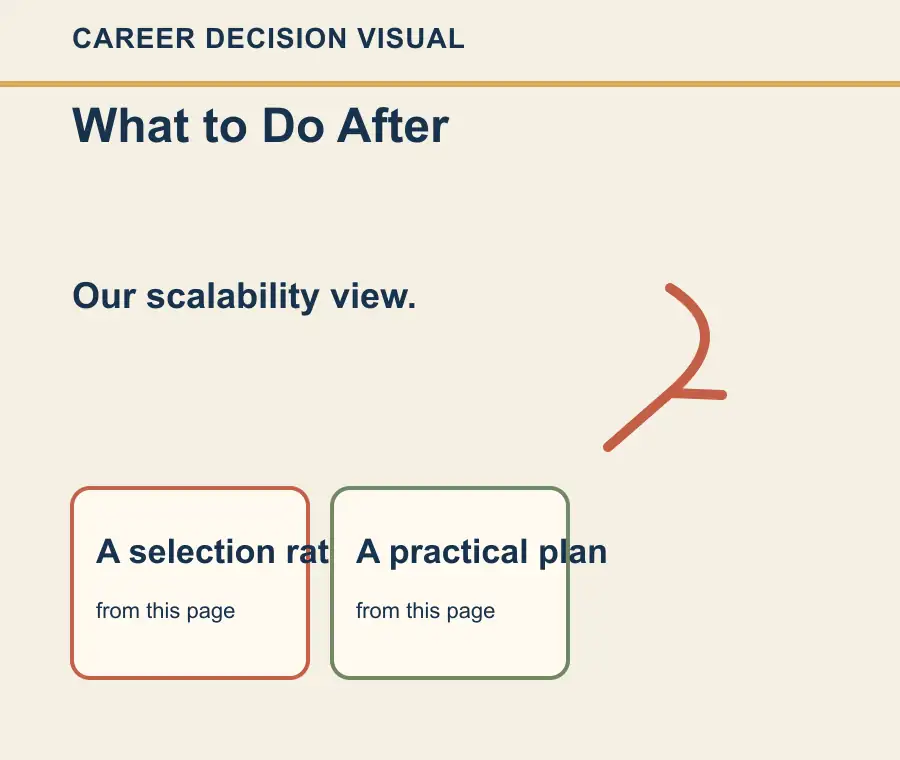 CAREER DECISION VISUAL
What to Do After
Our scalability view.
A selection rat
from this page
A practical plan
from this page